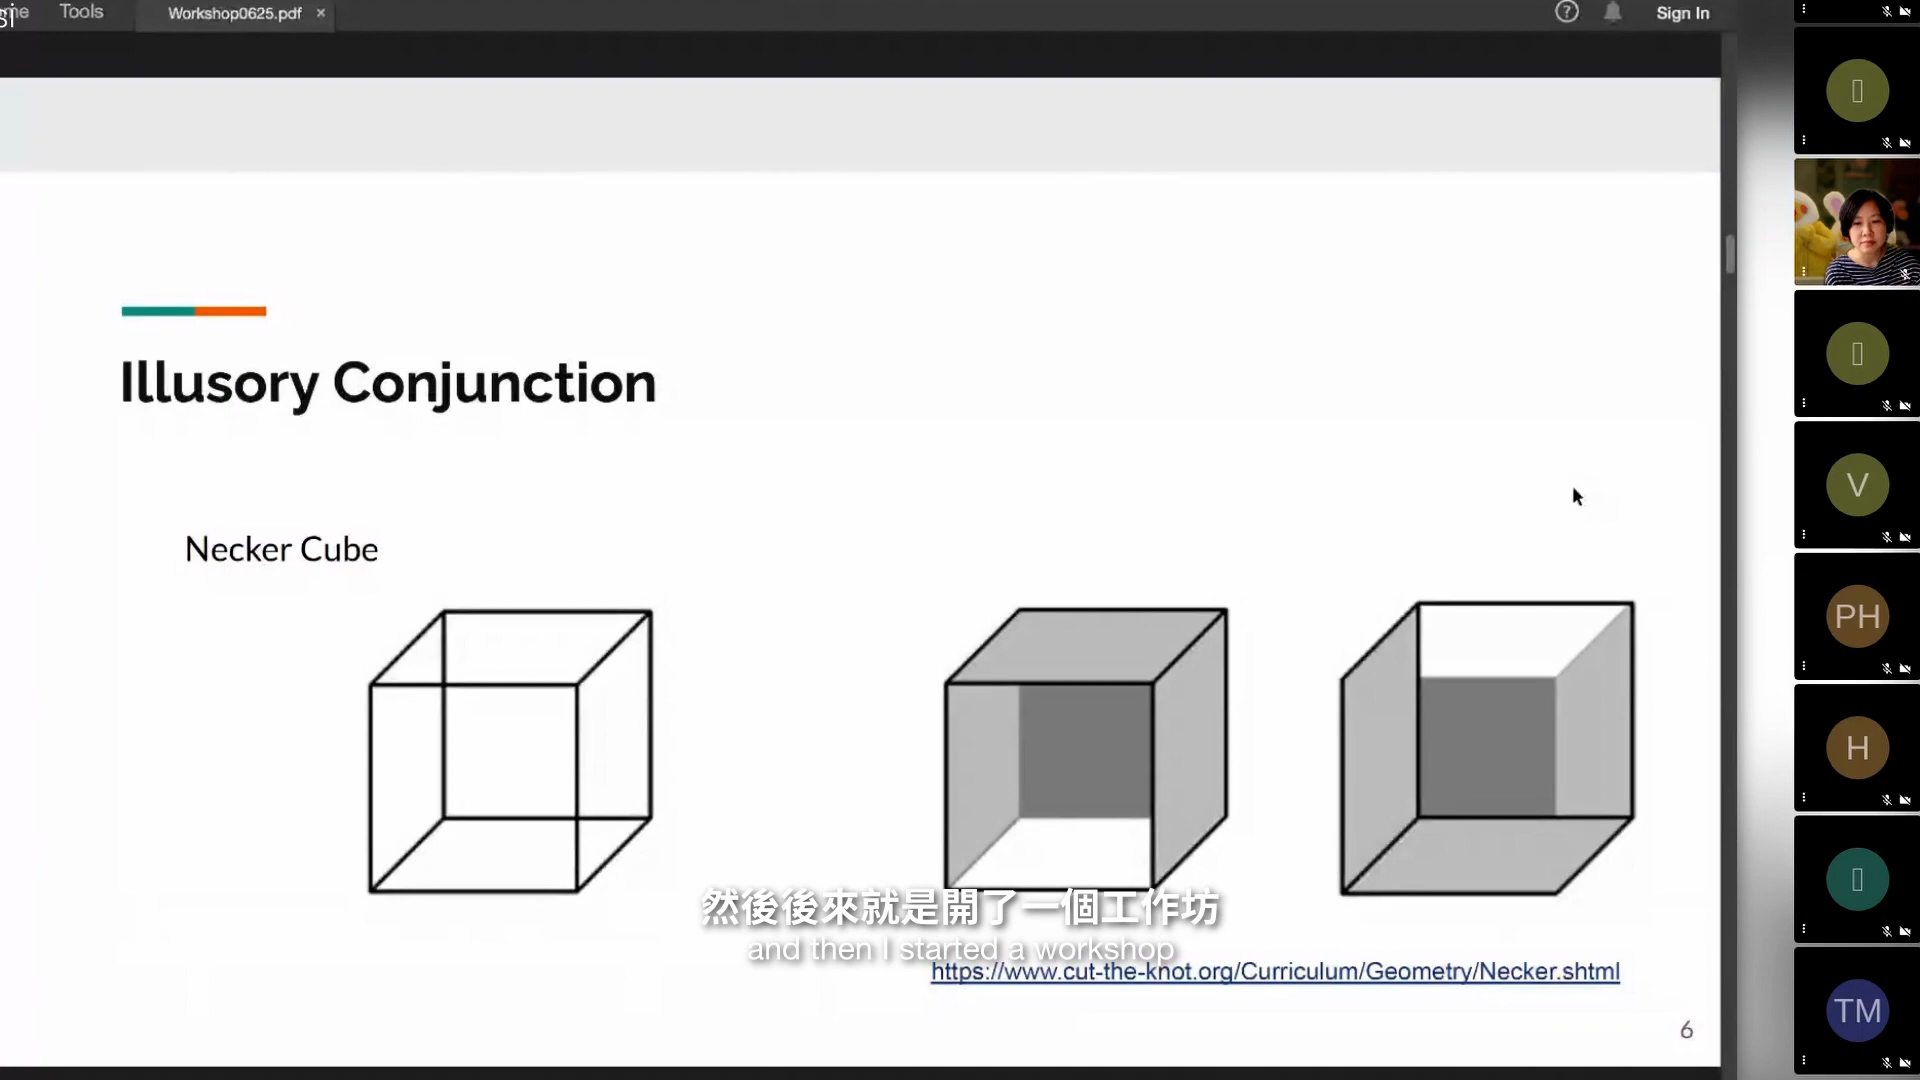 Tools
Workshop0625.pdf
Sign In
Illusory Conjunction
Necker Cube
然後後來就是開了一個工作坊
and then I started a workshop
https://www.cut-the-knot.org/Curriculum/Geometry/Necker.shtml
6
V
PH
H
TM